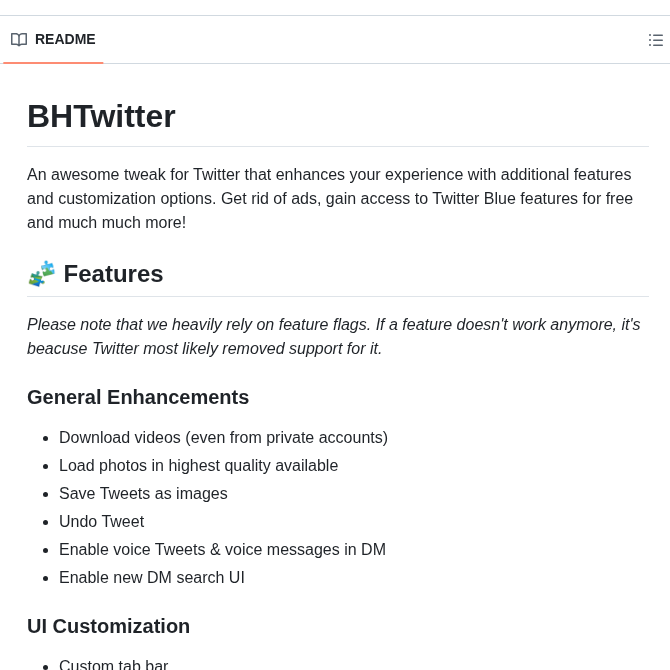 README
BHTwitter
An awesome tweak for Twitter that enhances your experience with additional features
and customization options. Get rid of ads, gain access to Twitter Blue features for free
and much much more!
Features
Please note that we heavily rely on feature flags. If a feature doesn't work anymore, it's
beacuse Twitter most likely removed support for it.
General Enhancements
Download videos (even from private accounts)
Load photos in highest quality available
Save Tweets as images
Undo Tweet
Enable voice Tweets & voice messages in DM
Enable new DM search UI
UI Customization
Custom tab bar